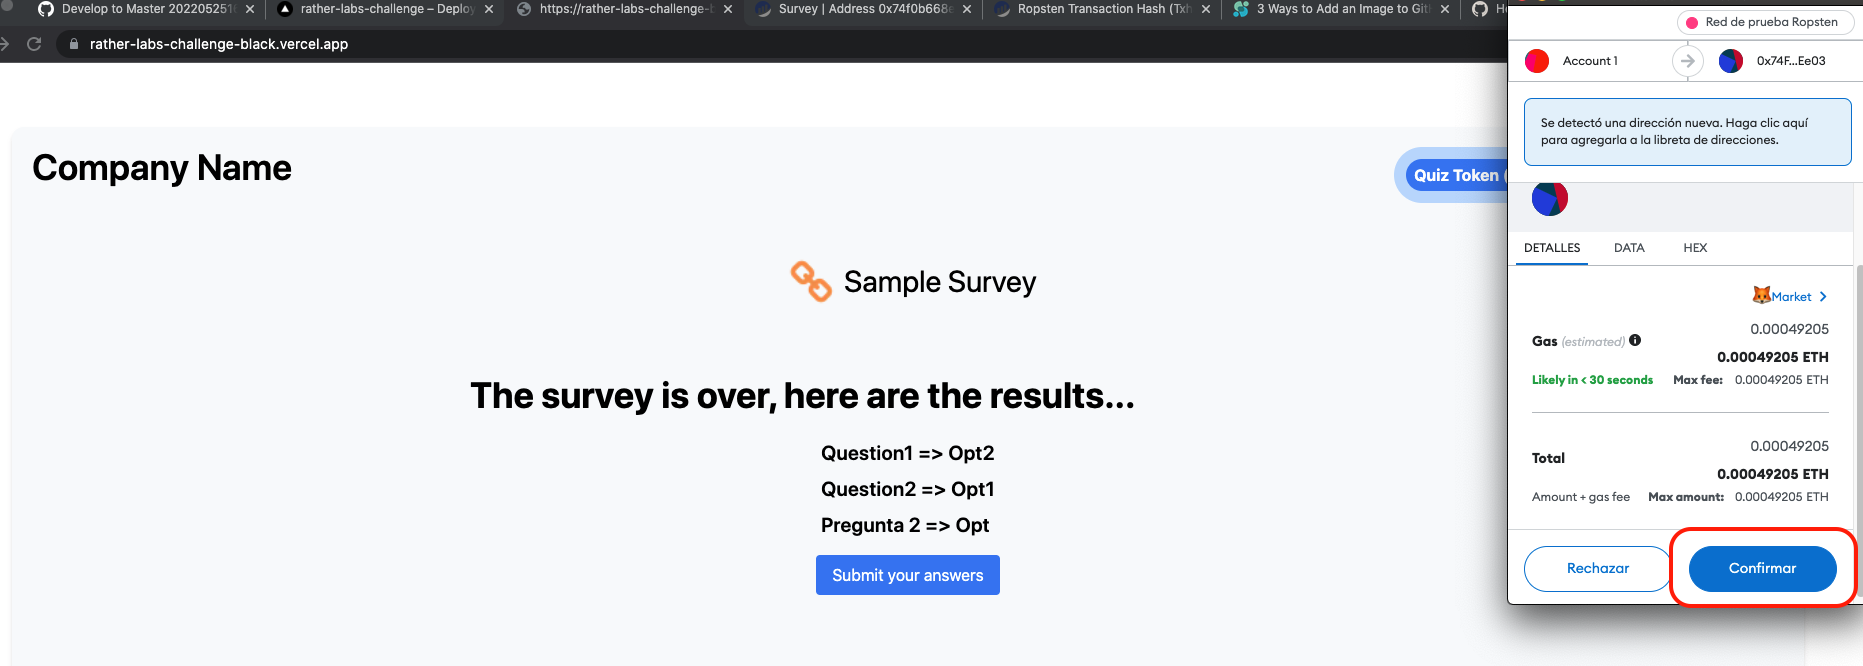 Develop to Master 2022052516
rather-labs-challenge – Deploy
https://rather-labs-challenge-b
Survey | Address 0x74f0b668e
Ropsten Transaction Hash (Txh
3 Ways to Add an Image to Git
rather-labs-challenge-black.vercel.app
Company Name
Quiz Token
Sample Survey
The survey is over, here are the results...
Question1 => Opt2
Question2 => Opt1
Pregunta 2 => Opt
Submit your answers
Red de prueba Ropsten
Account 1
0x74F...Ee03
Se detectó una dirección nueva. Haga clic aquí
para agregarla a la libreta de direcciones.
DETALLES DATA HEX
Market
0.00049205
Gas (estimated)
0.00049205 ETH
Likely in < 30 seconds Max fee: 0.00049205 ETH
0.00049205
Total
0.00049205 ETH
Amount + gas fee Max amount: 0.00049205 ETH
Rechazar Confirmar